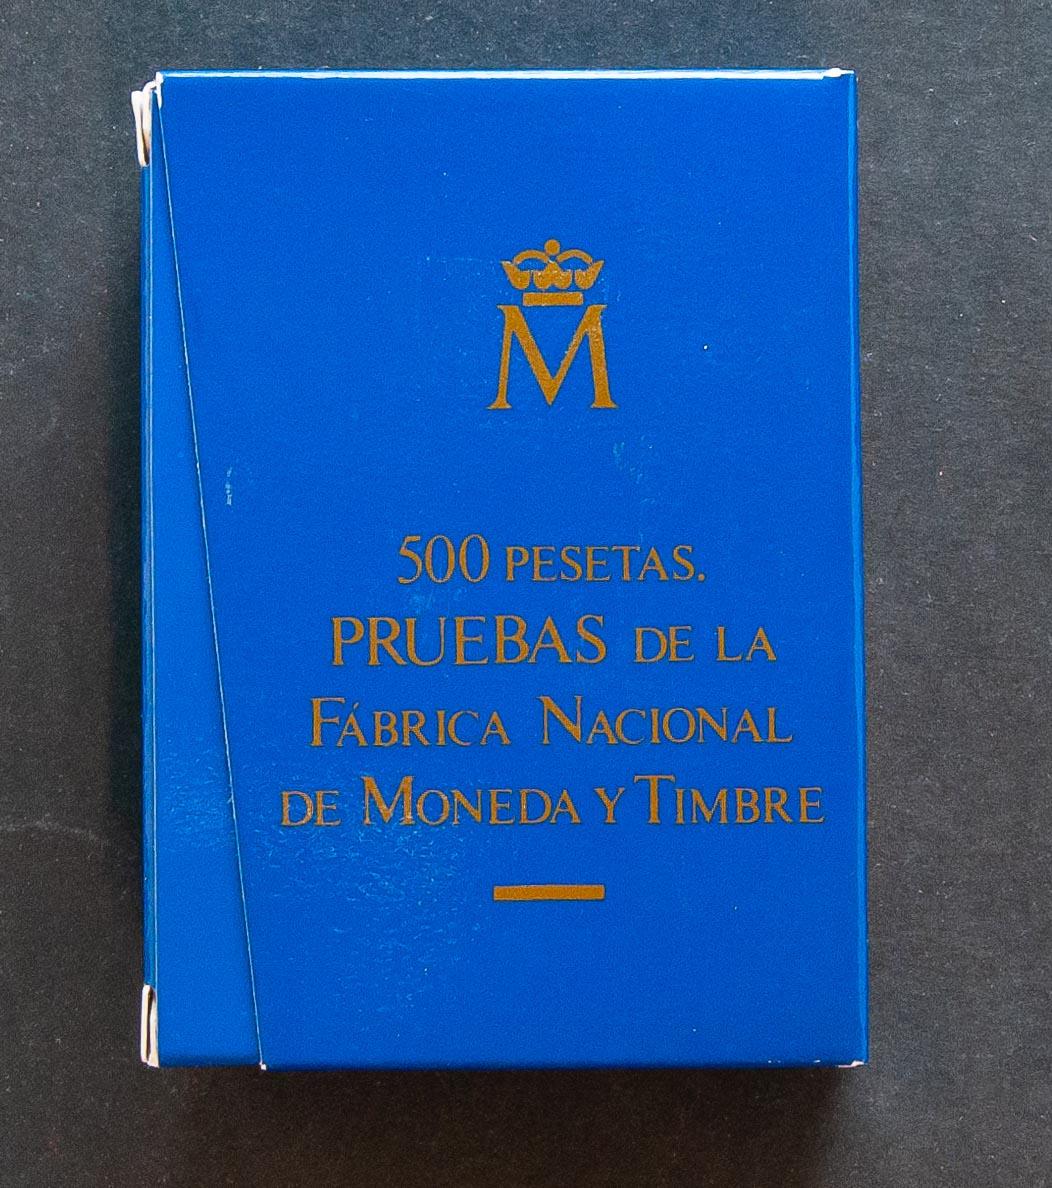 M
500 PESETAS.
PRUEBAS DE LA
FÁBRICA NACIONAL
DE MONEDA Y TIMBRE